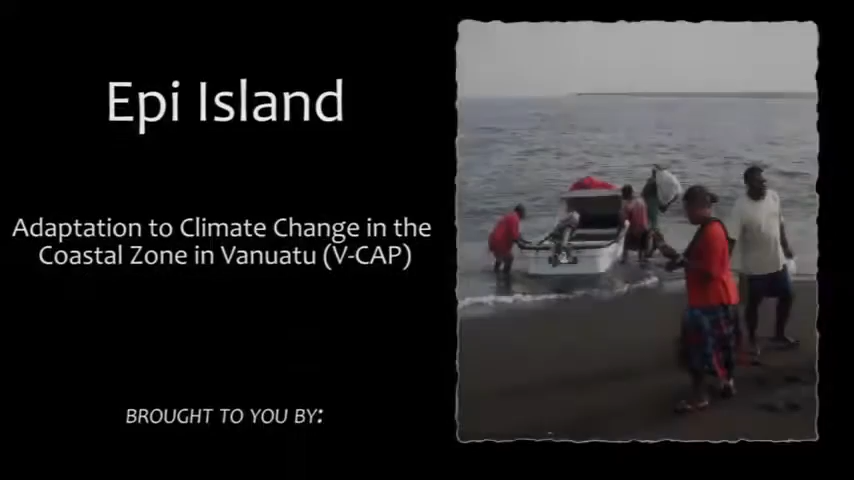 Epi Island
Adaptation to Climate Change in the
Coastal Zone in Vanuatu (V-CAP)
BROUGHT TO YOU BY: